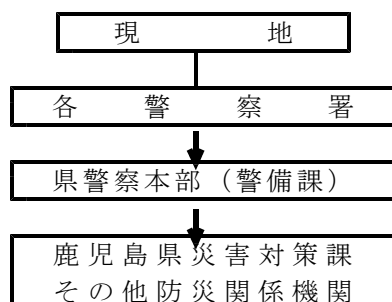 現地
各警察署
県警察本部（警備課）
鹿児島県災害対策課
その他防災関係機関